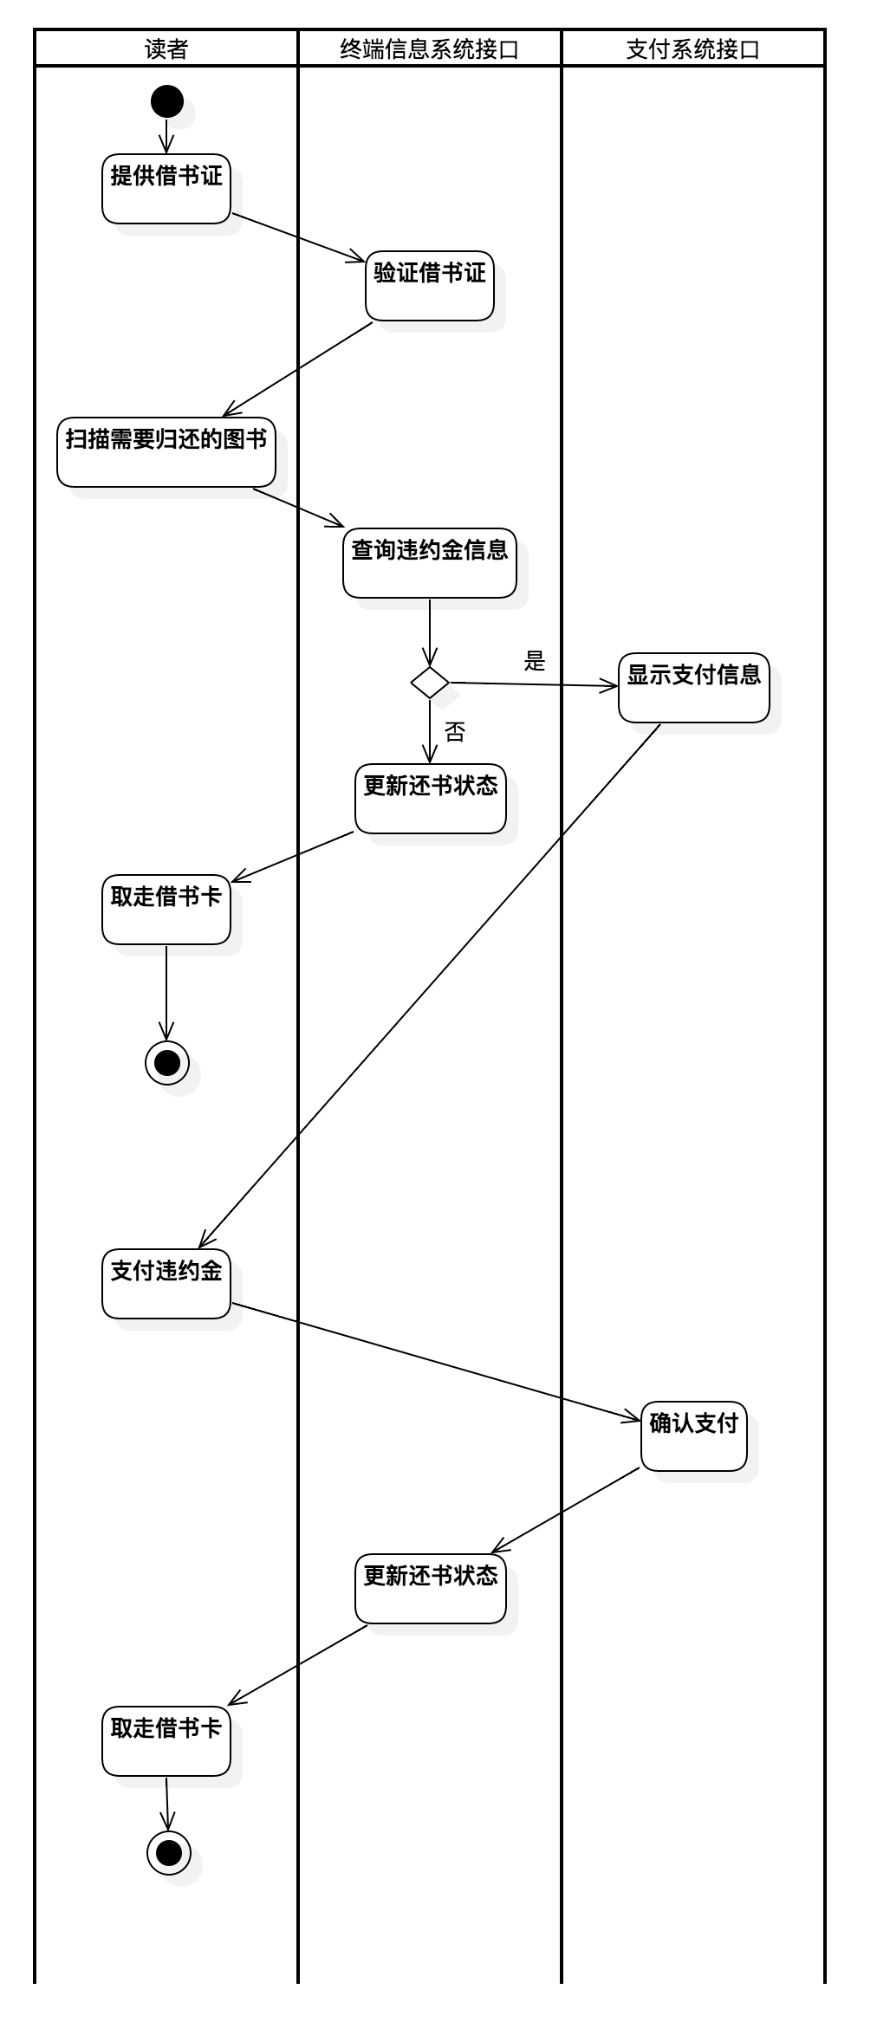 读者
终端信息系统接口
支付系统接口
提供借书证
验证借书证
扫描需要归还的图书
查询违约金信息
是
显示支付信息
否
更新还书状态
取走借书卡
支付违约金
确认支付
更新还书状态
取走借书卡